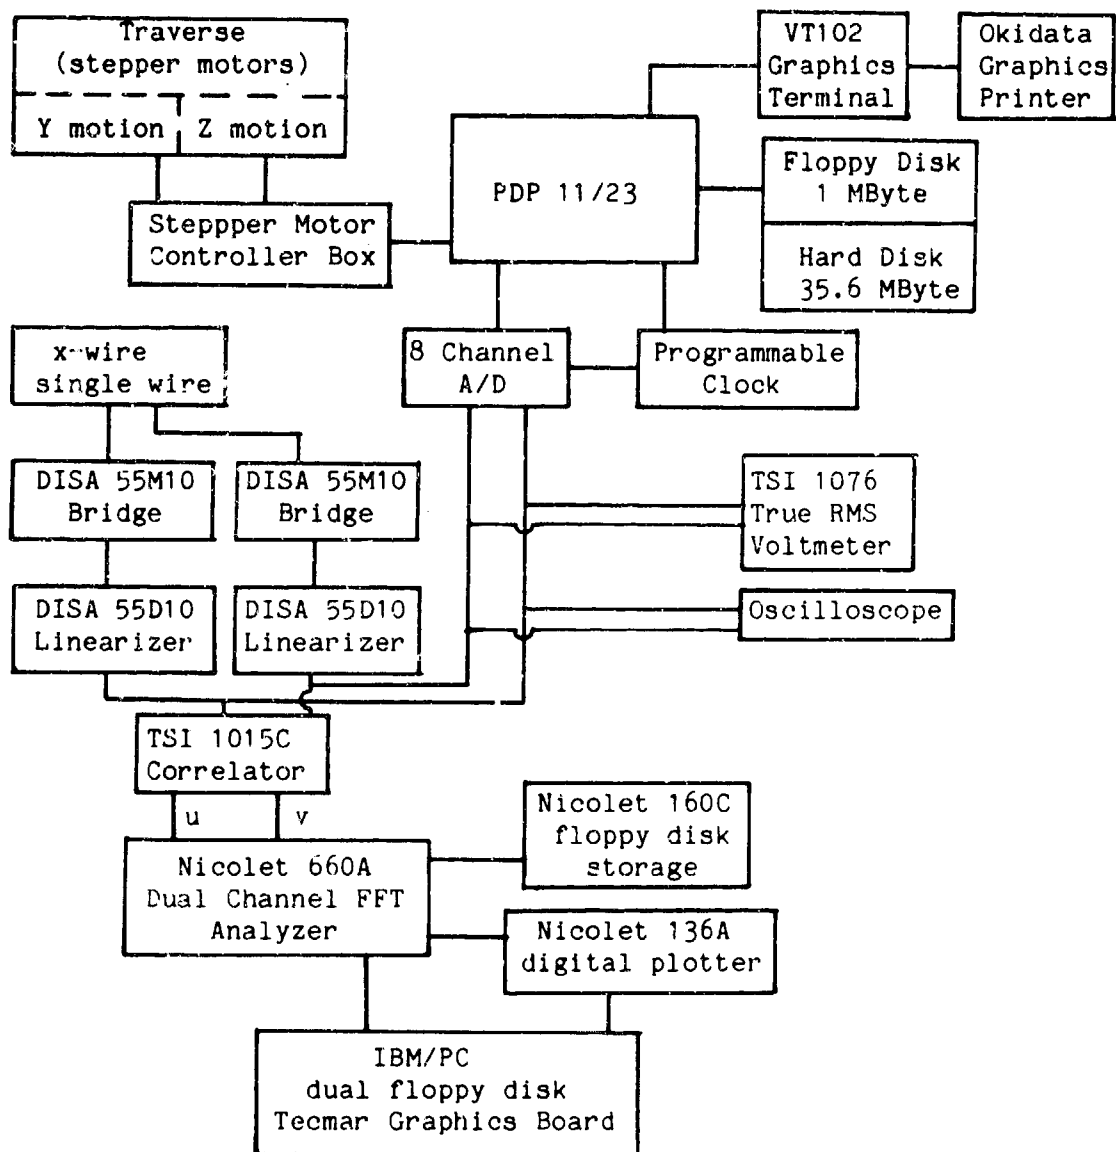 Traverse
(stepper motors)
Y motion
Z motion
Steppper Motor
Controller Box
PDP 11/23
VT102
Graphics
Terminal
Okidata
Graphics
Printer
Floppy Disk
1 MByte
Hard Disk
35.6 MByte
x-wire
single wire
8 Channel
A/D
Programmable
Clock
DISA 55M10
Bridge
DISA 55M10
Bridge
TSI 1076
True RMS
Voltmeter
DISA 55D10
Linearizer
DISA 55D10
Linearizer
Oscilloscope
TSI 1015C
Correlator
u
v
Nicolet 160C
floppy disk
storage
Nicolet 660A
Dual Channel FFT
Analyzer
Nicolet 136A
digital plotter
IBM/PC
dual floppy disk
Tecmar Graphics Board